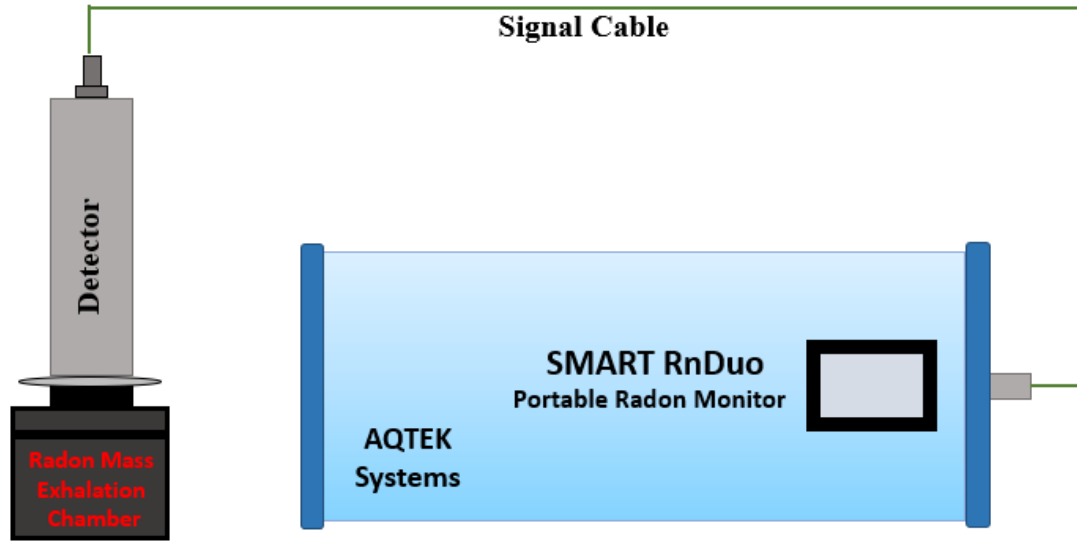 Signal Cable
Detector
SMART RnDuo
Portable Radon Monitor
AQTEK
Systems
Radon Mass
Exhalation
Chamber